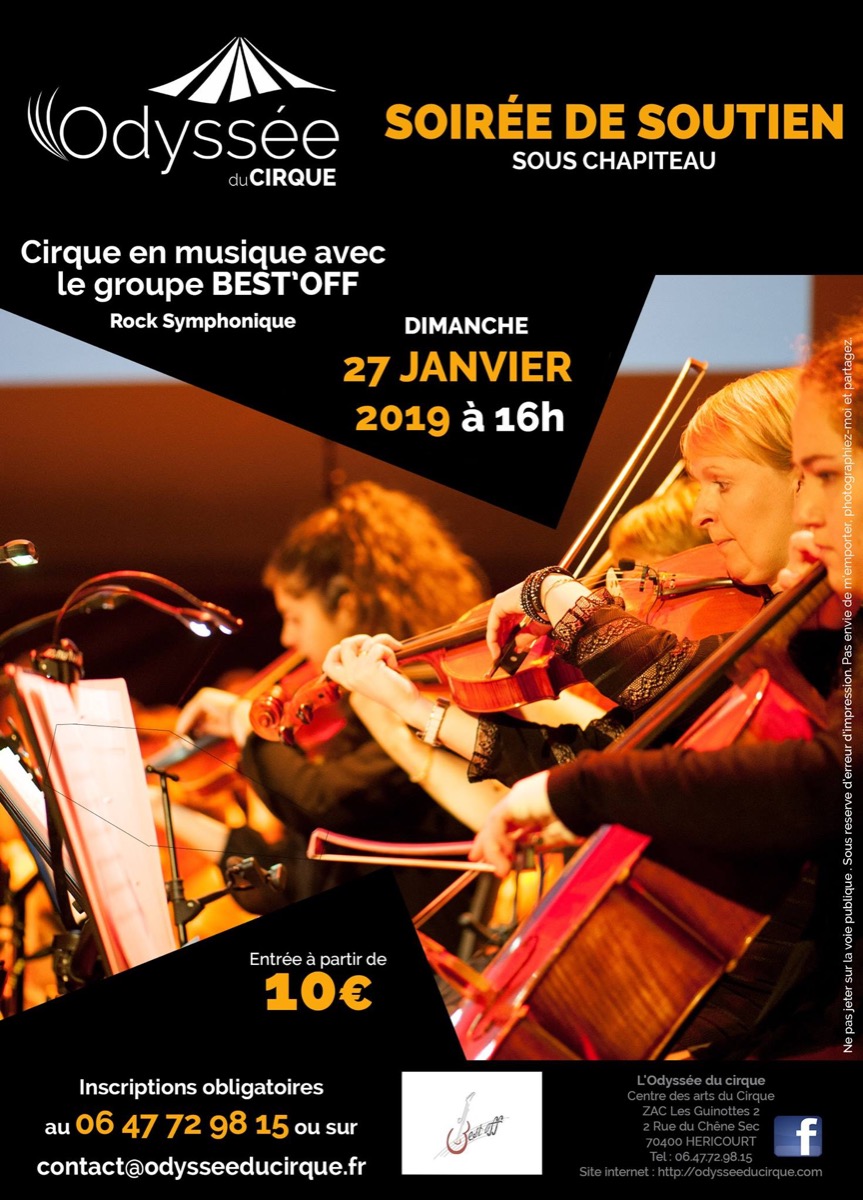 Odyssée
du CIRQUE
SOIRÉE DE SOUTIEN
SOUS CHAPITEAU
Cirque en musique avec
le groupe BEST'OFF
Rock Symphonique
DIMANCHE
27 JANVIER
2019 à 16h
Ne pas jeter sur la voie publique . Sous reserve d'erreur d'impression. Pas envie de m'emporter, photographiez-moi et partagez.
Entrée à partir de
10€
Inscriptions obligatoires
au 06 47 72 98 15 ou sur
contact@odysseeducirque.fr
Best off
L'Odyssée du cirque
Centre des arts du Cirque
ZAC Les Guinottes 2
2 Rue du Chêne Sec
70400 HERICOURT
Tel : 06.47.72.98.15
Site internet : http://odysseeducirque.com
f